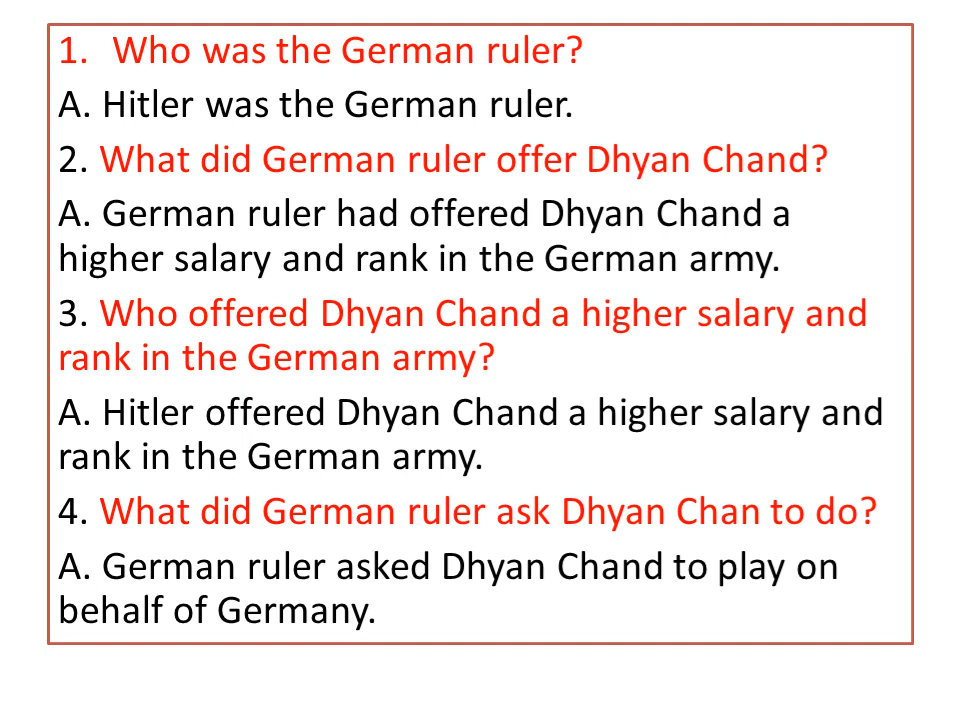 1. Who was the German ruler?
A. Hitler was the German ruler.
2. What did German ruler offer Dhyan Chand?
A. German ruler had offered Dhyan Chand a
higher salary and rank in the German army.
3. Who offered Dhyan Chand a higher salary and
rank in the German army?
A. Hitler offered Dhyan Chand a higher salary and
rank in the German army.
4. What did German ruler ask Dhyan Chan to do?
A. German ruler asked Dhyan Chand to play on
behalf of Germany.